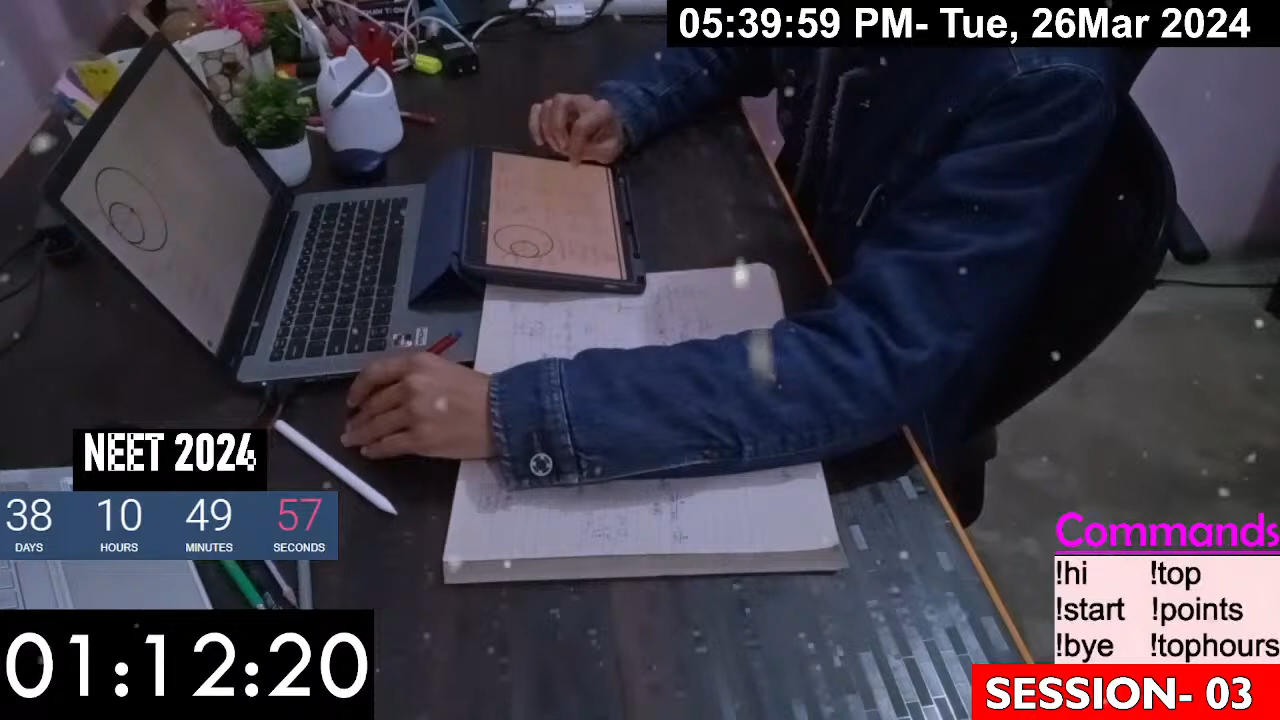 05:39:59 PM- Tue, 26Mar 2024
NEET 2024
38 10 49 57
DAYS HOURS MINUTES SECONDS
01:12:20
Commands
!hi !top
!start !points
!bye !tophours
SESSION- 03